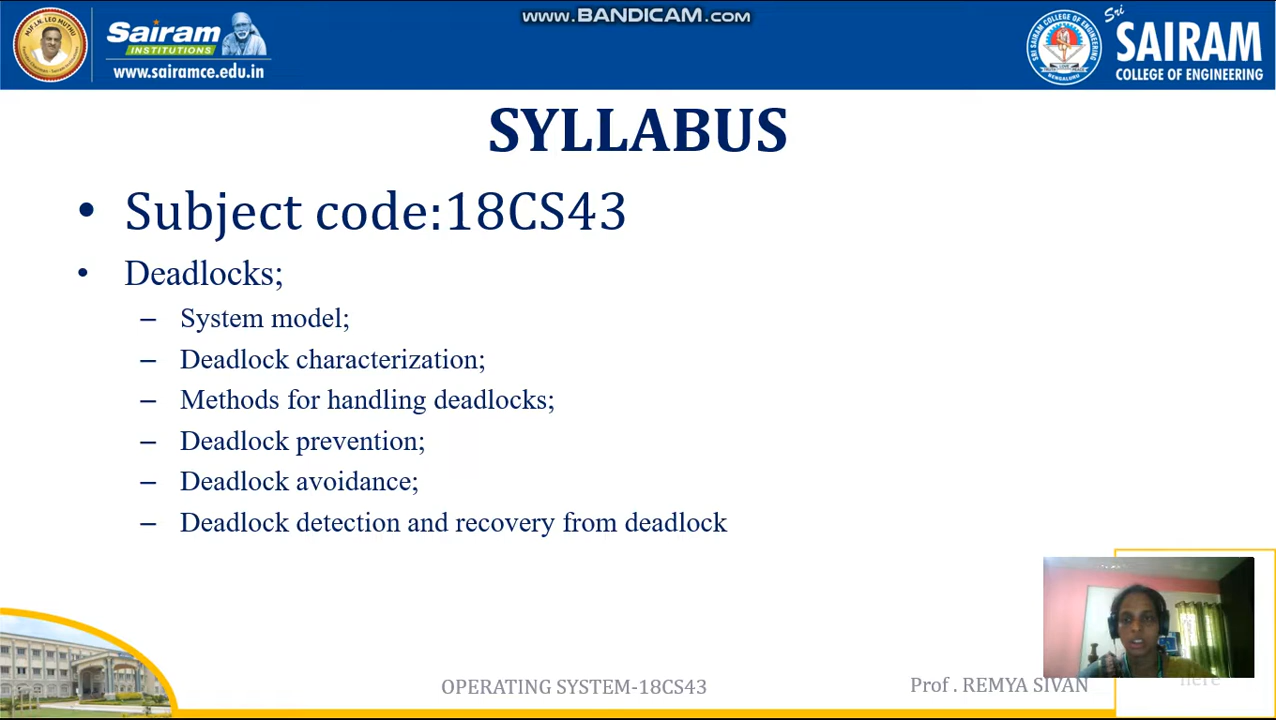 www.BANDICAM.com
Sairam
INSTITUTIONS
www.sairamce.edu.in
Sri
SAIRAM
COLLEGE OF ENGINEERING
SYLLABUS
• Subject code:18CS43
• Deadlocks;
– System model;
– Deadlock characterization;
– Methods for handling deadlocks;
– Deadlock prevention;
– Deadlock avoidance;
– Deadlock detection and recovery from deadlock
OPERATING SYSTEM-18CS43
Prof . REMYA SIVAN
here